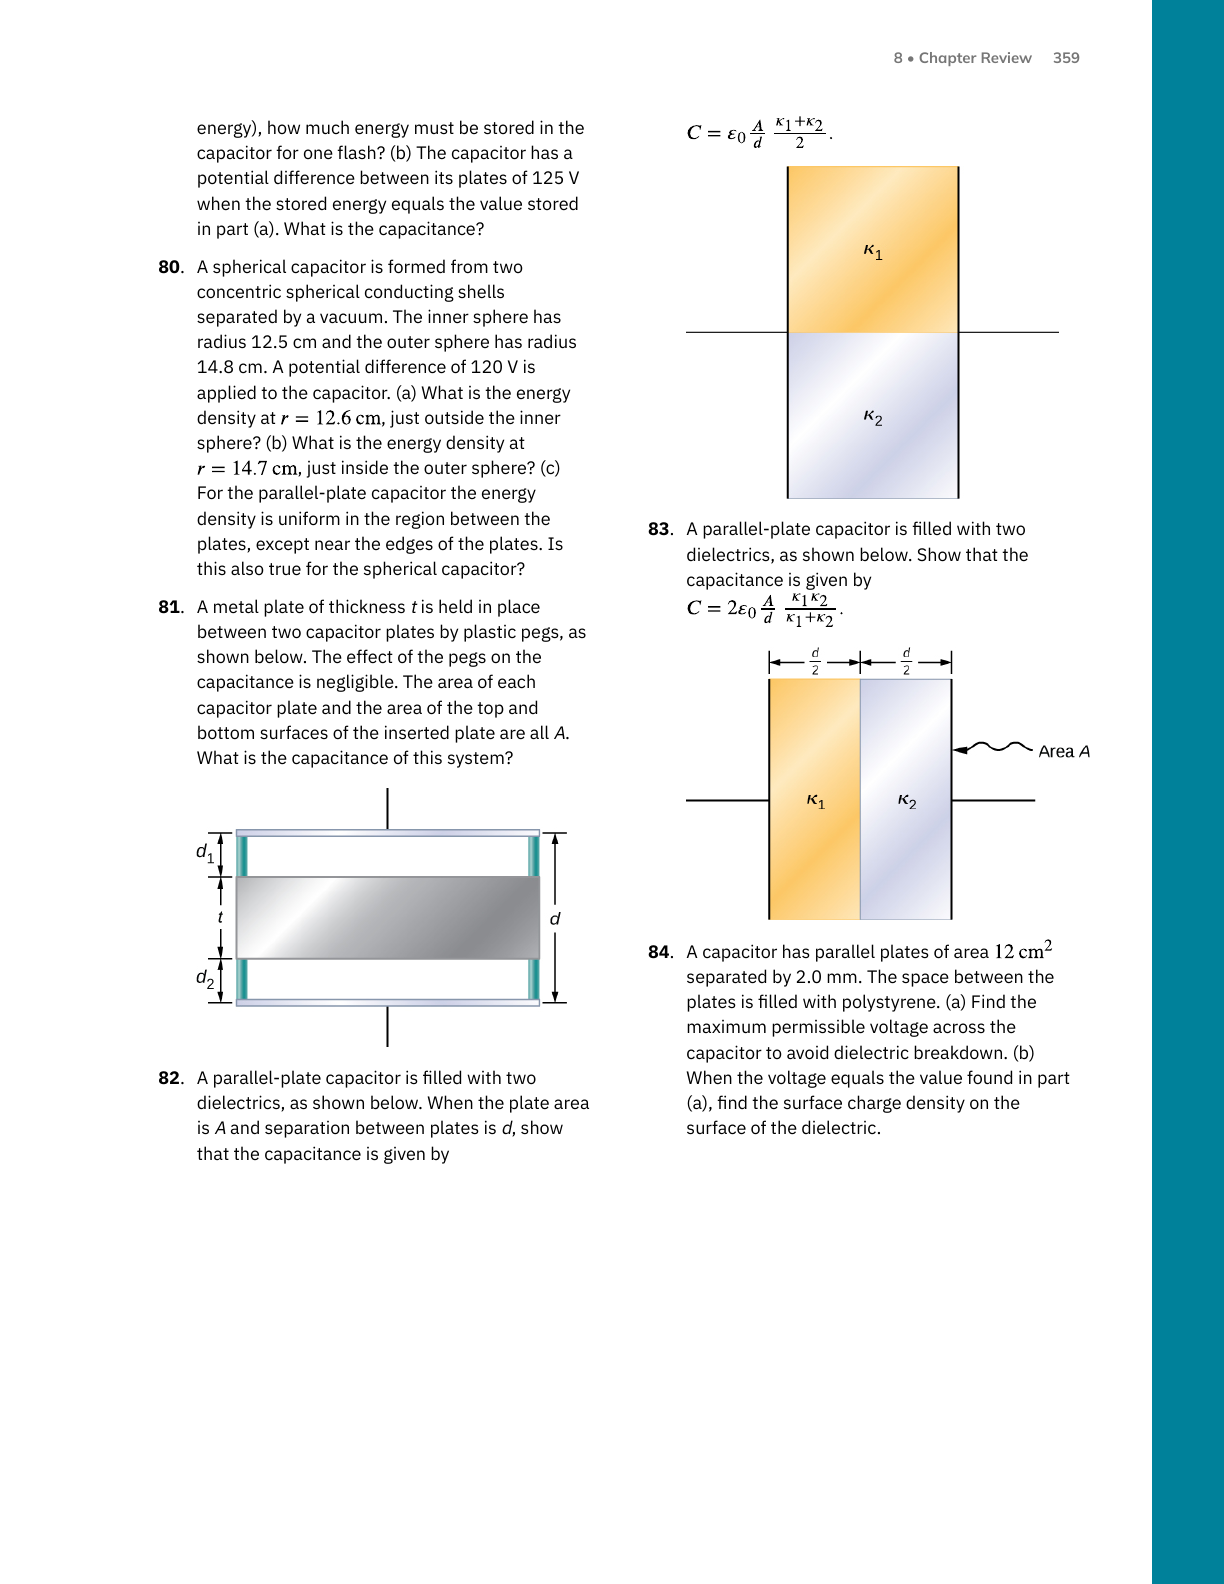 8 • Chapter Review 359
energy), how much energy must be stored in the
capacitor for one flash? (b) The capacitor has a
potential difference between its plates of 125 V
when the stored energy equals the value stored
in part (a). What is the capacitance?
80. A spherical capacitor is formed from two
concentric spherical conducting shells
separated by a vacuum. The inner sphere has
radius 12.5 cm and the outer sphere has radius
14.8 cm. A potential difference of 120 V is
applied to the capacitor. (a) What is the energy
density at r = 12.6 cm, just outside the inner
sphere? (b) What is the energy density at
r = 14.7 cm, just inside the outer sphere? (c)
For the parallel-plate capacitor the energy
density is uniform in the region between the
plates, except near the edges of the plates. Is
this also true for the spherical capacitor?
81. A metal plate of thickness t is held in place
between two capacitor plates by plastic pegs, as
shown below. The effect of the pegs on the
capacitance is negligible. The area of each
capacitor plate and the area of the top and
bottom surfaces of the inserted plate are all A.
What is the capacitance of this system?
d₁
t
d
d₂
82. A parallel-plate capacitor is filled with two
dielectrics, as shown below. When the plate area
is A and separation between plates is d, show
that the capacitance is given by
C = ε₀ A/d (κ₁+κ₂)/2.
κ₁
κ₂
83. A parallel-plate capacitor is filled with two
dielectrics, as shown below. Show that the
capacitance is given by
C = 2ε₀ A/d κ₁κ₂/(κ₁+κ₂).
d/2 d/2
Area A
κ₁ κ₂
84. A capacitor has parallel plates of area 12 cm²
separated by 2.0 mm. The space between the
plates is filled with polystyrene. (a) Find the
maximum permissible voltage across the
capacitor to avoid dielectric breakdown. (b)
When the voltage equals the value found in part
(a), find the surface charge density on the
surface of the dielectric.